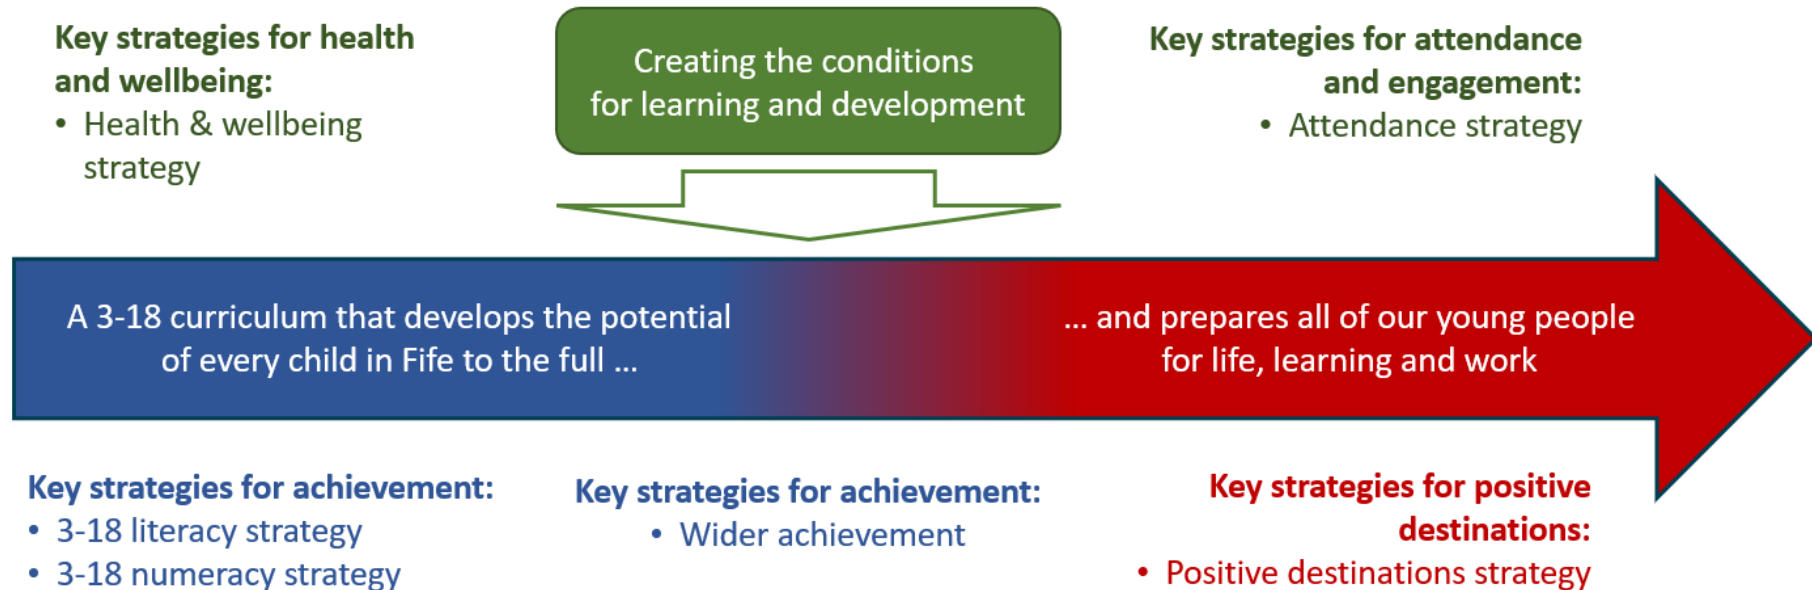 Key strategies for health
and wellbeing:
• Health & wellbeing
strategy
Creating the conditions
for learning and development
Key strategies for attendance
and engagement:
• Attendance strategy
A 3-18 curriculum that develops the potential
of every child in Fife to the full ...
... and prepares all of our young people
for life, learning and work
Key strategies for achievement:
• 3-18 literacy strategy
• 3-18 numeracy strategy
Key strategies for achievement:
• Wider achievement
Key strategies for positive
destinations:
• Positive destinations strategy